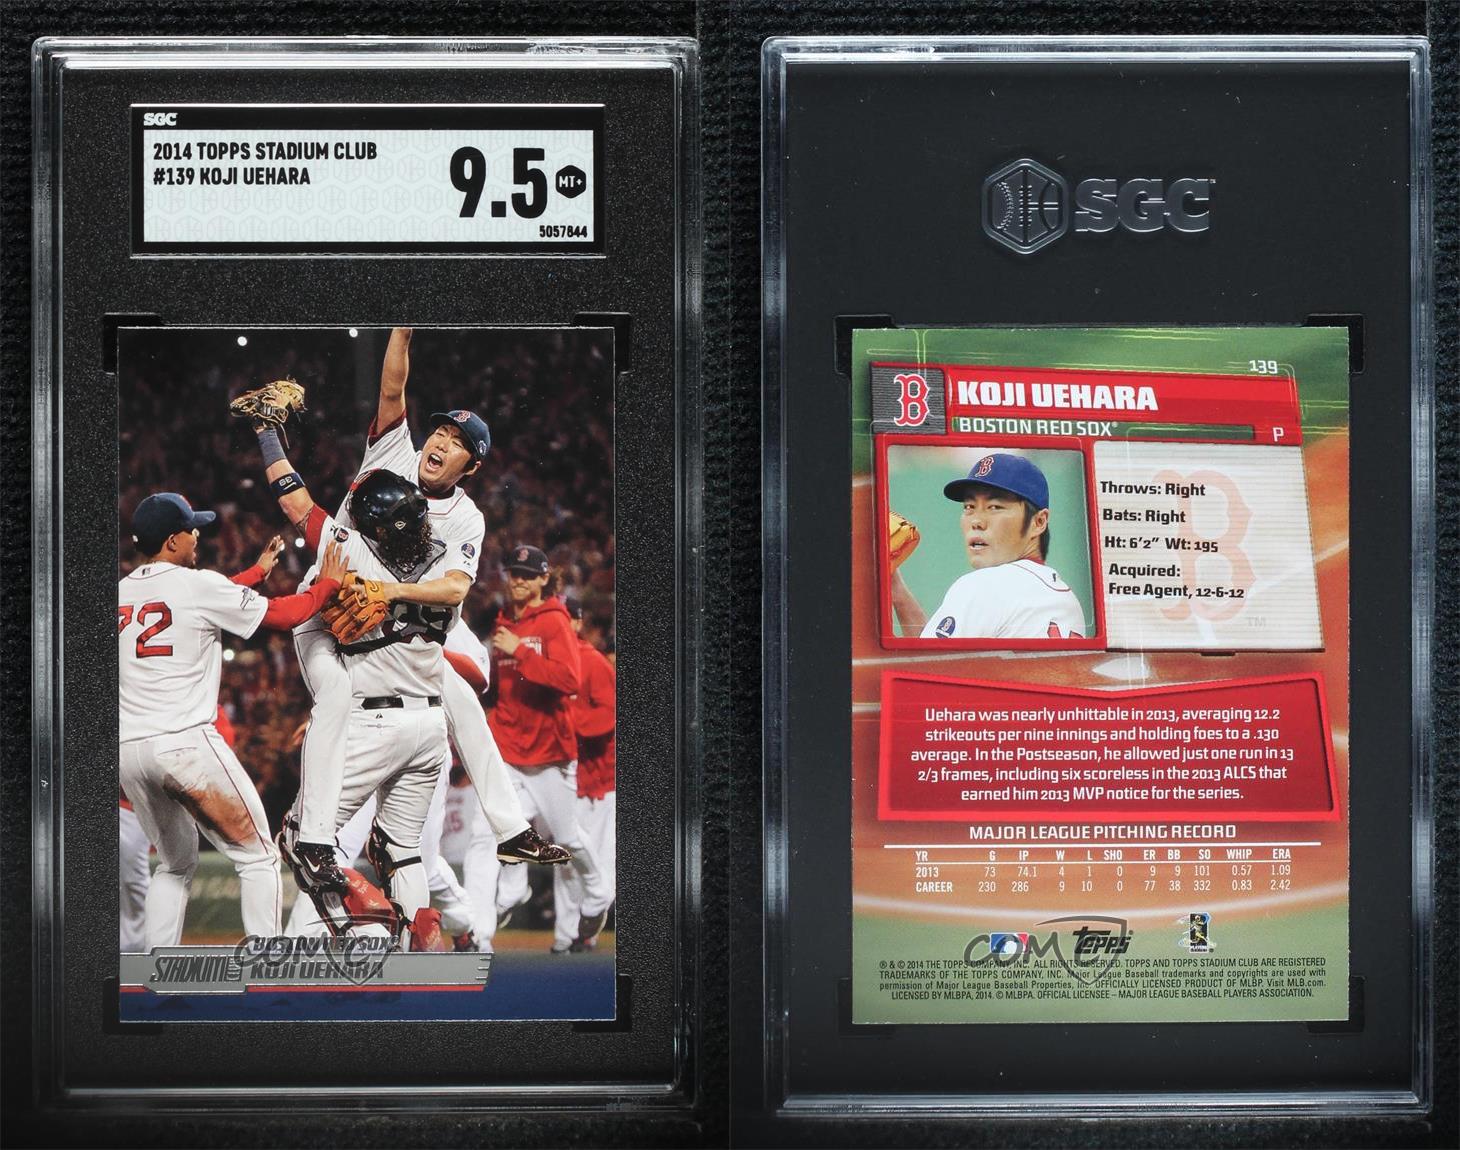 SGC
2014 TOPPS STADIUM CLUB
#139 KOJI UEHARA
9.5
MT+
5057844
72
BOSTON RED SOX®
STADIUM KOJI UEHARA
COMC
SGC
139
B KOJI UEHARA
BOSTON RED SOX®
P
Throws: Right
Bats: Right
Ht: 6'2" Wt: 195
Acquired:
Free Agent, 12-6-12
TM
Uehara was nearly unhittable in 2013, averaging 12.2
strikeouts per nine innings and holding foes to a .130
average. In the Postseason, he allowed just one run in 13
2/3 frames, including six scoreless in the 2013 ALCS that
earned him 2013 MVP notice for the series.
MAJOR LEAGUE PITCHING RECORD
YR G IP W L SHO ER BB SO WHIP ERA
2013 73 74.1 4 1 0 9 9 101 0.57 1.09
CAREER 230 286 9 10 0 77 38 332 0.83 2.42
COMC
Topps
® & © 2014 THE TOPPS COMPANY, INC. ALL RIGHTS RESERVED. TOPPS AND TOPPS STADIUM CLUB ARE REGISTERED
TRADEMARKS OF THE TOPPS COMPANY, INC. Major League Baseball trademarks and copyrights are used with
permission of Major League Baseball Properties, Inc. OFFICIALLY LICENSED PRODUCT OF MLBP. Visit MLB.com.
LICENSED BY MLBPA, 2014. © MLBPA. OFFICIAL LICENSEE – MAJOR LEAGUE BASEBALL PLAYERS ASSOCIATION.